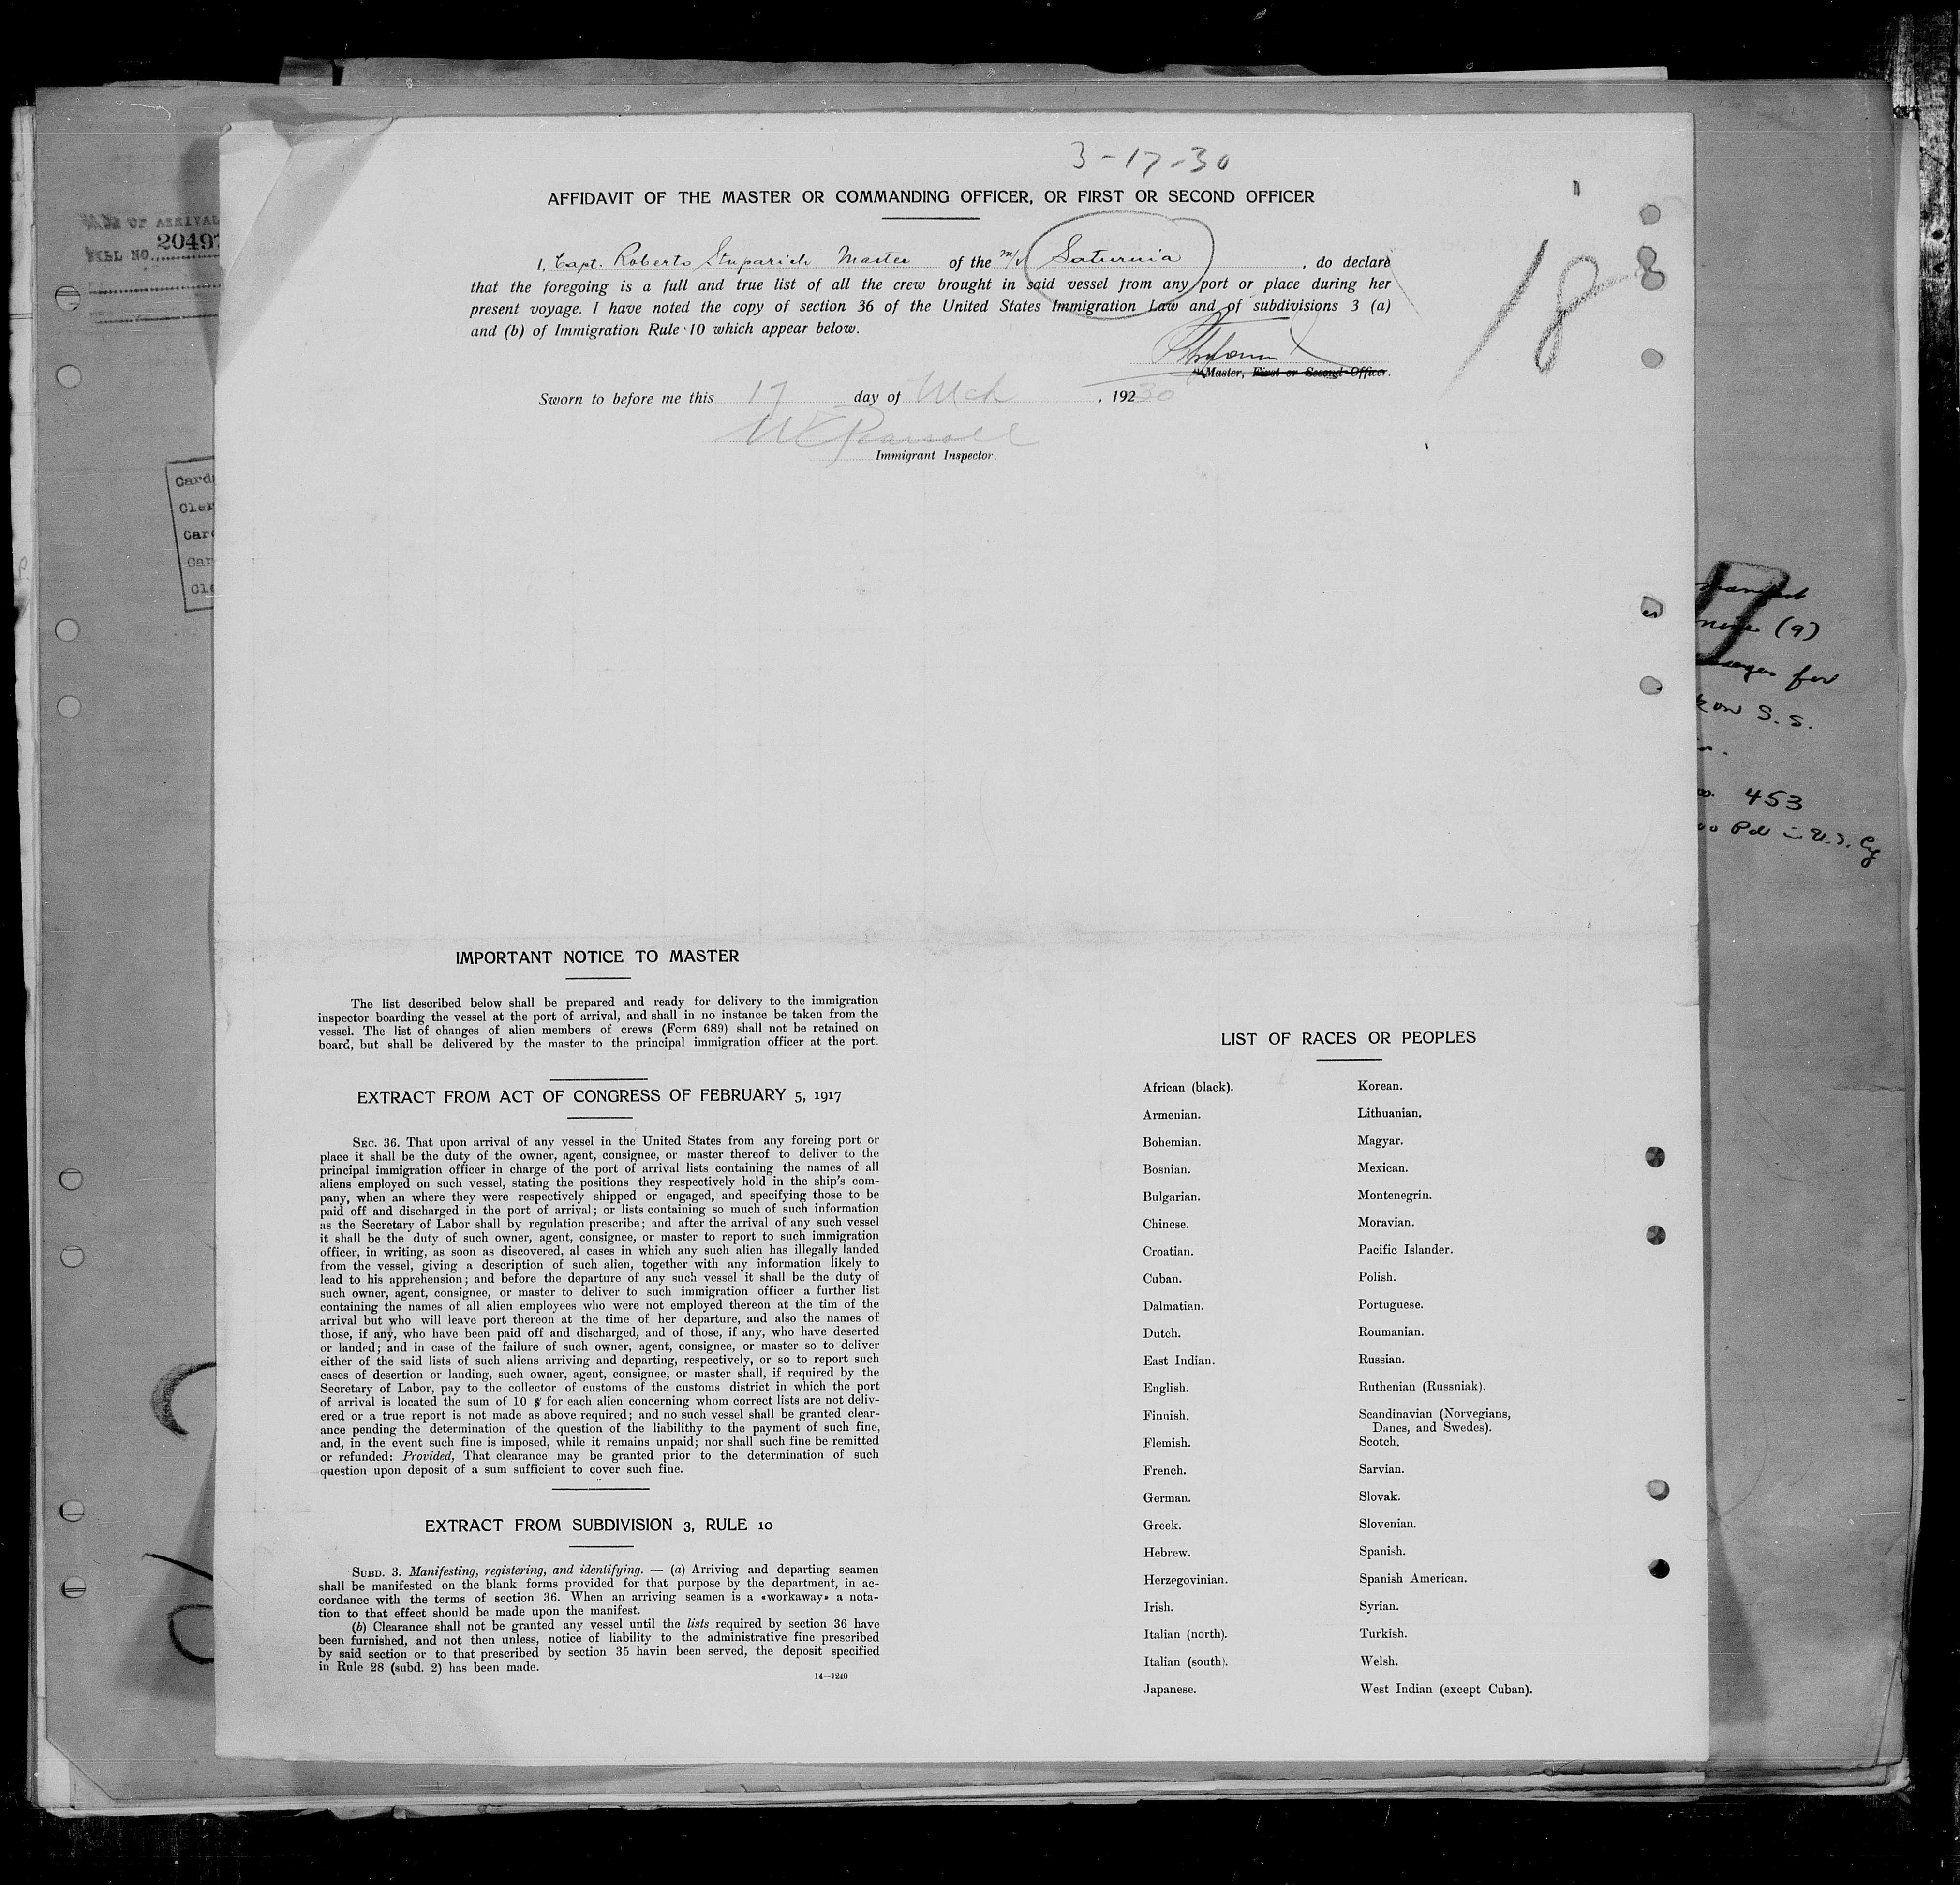 3-17-30
AFFIDAVIT OF THE MASTER OR COMMANDING OFFICER, OR FIRST OR SECOND OFFICER
I, Capt. Roberto Stuparich Master of the m/v Saturnia, do declare
that the foregoing is a full and true list of all the crew brought in said vessel from any port or place during her
present voyage. I have noted the copy of section 36 of the United States Immigration Law and of subdivisions 3 (a)
and (b) of Immigration Rule 10 which appear below.
18
Master, First or Second Officer.
Sworn to before me this 17 day of Mch, 19230
Immigrant Inspector.
OF ARRIVAL
BILL NO. 20497
Card
Cler
Car
Car
Cle
nine (9)
for
S. S.
453
Pd in U.S.
IMPORTANT NOTICE TO MASTER
The list described below shall be prepared and ready for delivery to the immigration
inspector boarding the vessel at the port of arrival, and shall in no instance be taken from the
vessel. The list of changes of alien members of crews (Form 689) shall not be retained on
board, but shall be delivered by the master to the principal immigration officer at the port.
EXTRACT FROM ACT OF CONGRESS OF FEBRUARY 5, 1917
SEC. 36. That upon arrival of any vessel in the United States from any foreing port or
place it shall be the duty of the owner, agent, consignee, or master thereof to deliver to the
principal immigration officer in charge of the port of arrival lists containing the names of all
aliens employed on such vessel, stating the positions they respectively hold in the ship's com-
pany, when an where they were respectively shipped or engaged, and specifying those to be
paid off and discharged in the port of arrival; or lists containing so much of such information
as the Secretary of Labor shall by regulation prescribe; and after the arrival of any such vessel
it shall be the duty of such owner, agent, consignee, or master to report to such immigration
officer, in writing, as soon as discovered, al cases in which any such alien has illegally landed
from the vessel, giving a description of such alien, together with any information likely to
lead to his apprehension; and before the departure of any such vessel it shall be the duty of
such owner, agent, consignee, or master to deliver to such immigration officer a further list
containing the names of all alien employees who were not employed thereon at the tim of the
arrival but who will leave port thereon at the time of her departure, and also the names of
those, if any, who have been paid off and discharged, and of those, if any, who have deserted
or landed; and in case of the failure of such owner, agent, consignee, or master so to deliver
either of the said lists of such aliens arriving and departing, respectively, or so to report such
cases of desertion or landing, such owner, agent, consignee, or master shall, if required by the
Secretary of Labor, pay to the collector of customs of the customs district in which the port
of arrival is located the sum of 10 $ for each alien concerning whom correct lists are not deliv-
ered or a true report is not made as above required; and no such vessel shall be granted clear-
ance pending the determination of the question of the liabilithy to the payment of such fine,
and, in the event such fine is imposed, while it remains unpaid; nor shall such fine be remitted
or refunded: Provided, That clearance may be granted prior to the determination of such
question upon deposit of a sum sufficient to cover such fine.
EXTRACT FROM SUBDIVISION 3, RULE 10
SUBD. 3. Manifesting, registering, and identifying. — (a) Arriving and departing seamen
shall be manifested on the blank forms provided for that purpose by the department, in ac-
cordance with the terms of section 36. When an arriving seamen is a «workaway» a nota-
tion to that effect should be made upon the manifest.
(b) Clearance shall not be granted any vessel until the lists required by section 36 have
been furnished, and not then unless, notice of liability to the administrative fine prescribed
by said section or to that prescribed by section 35 havin been served, the deposit specified
in Rule 28 (subd. 2) has been made.
14—1240
LIST OF RACES OR PEOPLES
African (black).
Armenian.
Bohemian.
Bosnian.
Bulgarian.
Chinese.
Croatian.
Cuban.
Dalmatian.
Dutch.
East Indian.
English.
Finnish.
Flemish.
French.
German.
Greek.
Hebrew.
Herzegovinian.
Irish.
Italian (north).
Italian (south).
Japanese.
Korean.
Lithuanian.
Magyar.
Mexican.
Montenegrin.
Moravian.
Pacific Islander.
Polish.
Portuguese.
Roumanian.
Russian.
Ruthenian (Russniak).
Scandinavian (Norvegians,
Danes, and Swedes).
Scotch.
Sarvian.
Slovak.
Slovenian.
Spanish.
Spanish American.
Syrian.
Turkish.
Welsh.
West Indian (except Cuban).